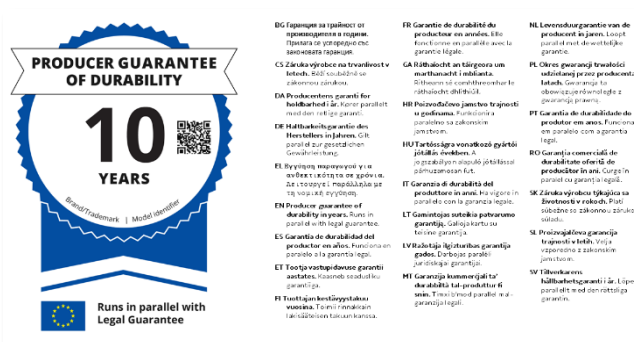 PRODUCER GUARANTEE
OF DURABILITY
10
YEARS
Brand/Trademark | Model Identifier
Runs in parallel with
Legal Guarantee
BG Гаранция за трайност от
производителя в години.
Прилага се успоредно със
законовата гаранция.
CS Záruka výrobce na trvanlivost v
letech. Běží souběžně se
zákonnou zárukou.
DA Producentens garanti for
holdbarhed i år. Kører parallelt
med den retlige garanti.
DE Haltbarkeitsgarantie des
Herstellers in Jahren. Gilt
parallel zur gesetzlichen
Gewährleistung.
EL Εγγύηση παραγωγού για
ανθεκτικότητα σε χρόνια.
Λειτουργεί παράλληλα με
τη νομική εγγύηση.
EN Producer guarantee of
durability in years. Runs in
parallel with legal guarantee.
ES Garantía de durabilidad del
productor en años. Funciona en
paralelo a la garantía legal.
ET Tootja vastupidavuse garantii
aastates. Kaasneb seadusliku
garantiiga.
FI Tuottajan kestävyystakuu
vuosina. Toimii rinnakkain
lakisääteisen takuun kanssa.
FR Garantie de durabilité du
producteur en années. Elle
fonctionne en parallèle avec la
garantie légale.
GA Ráthaíocht an táirgeora um
marthanacht i mblianta.
Ritheann sé comhthreomhar le
ráthaíocht dhlíthiúil.
HR Proizvođačevo jamstvo trajnosti
u godinama. Funkcionira
paralelno sa zakonskim
jamstvom.
HU Tartósságra vonatkozó gyártói
jótállás években. A
jogszabályon alapuló jótállással
párhuzamosan fut.
IT Garanzia di durabilità del
produttore in anni. Ha vigore in
parallelo con la garanzia legale.
LT Gamintojas suteikia patvarumo
garantiją. Galioja kartu su
teisine garantija.
LV Ražotāja ilgizturības garantija
gados. Darbojas paralēli
juridiskajai garantijai.
MT Garanzija kummerċjali ta'
durabbiltà tal-produttur fi
snin. Timxi b'mod parallel mal-
garanzija legali.
NL Levensduurgarantie van de
producent in jaren. Loopt
parallel met de wettelijke
garantie.
PL Okres gwarancji trwałości
udzielanej przez producenta
latach. Gwarancja ta
obowiązuje równolegle z
gwarancją prawną.
PT Garantia de durabilidade do
produtor em anos. Funciona
em paralelo com a garantia
legal.
RO Garanția comercială de
durabilitate oferită de
producător în ani. Curge în
paralel cu garanția legală.
SK Záruka výrobcu týkajúca sa
životnosti v rokoch. Platí
súbežne so zákonnou zárukou
súladu.
SL Proizvajalčeva garancija
trajnosti v letih. Velja
vzporedno z zakonskim
jamstvom.
SV Tillverkarens
hållbarhetsgaranti i år. Löpe
parallellt med den rättsliga
garantin.